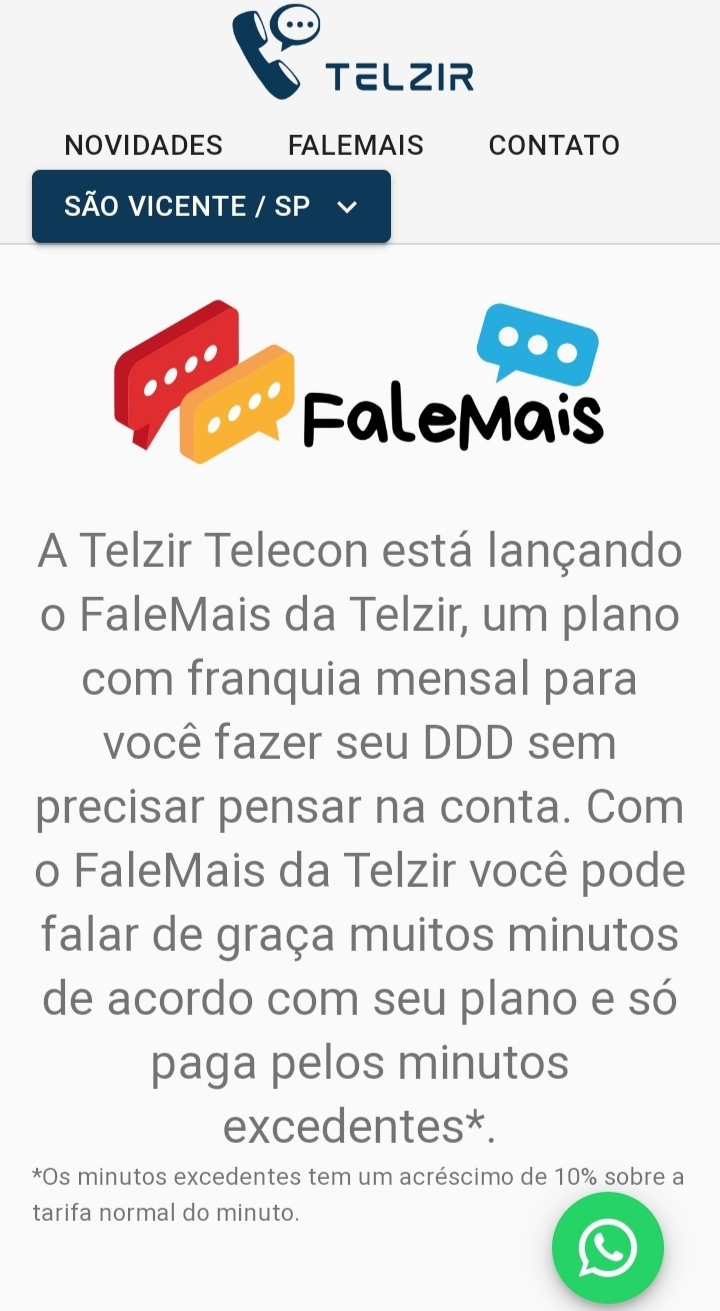 TELZIR
NOVIDADES FALEMAIS CONTATO
SÃO VICENTE / SP
FaleMais
A Telzir Telecon está lançando
o FaleMais da Telzir, um plano
com franquia mensal para
você fazer seu DDD sem
precisar pensar na conta. Com
o FaleMais da Telzir você pode
falar de graça muitos minutos
de acordo com seu plano e só
paga pelos minutos
excedentes*.
*Os minutos excedentes tem um acréscimo de 10% sobre a
tarifa normal do minuto.